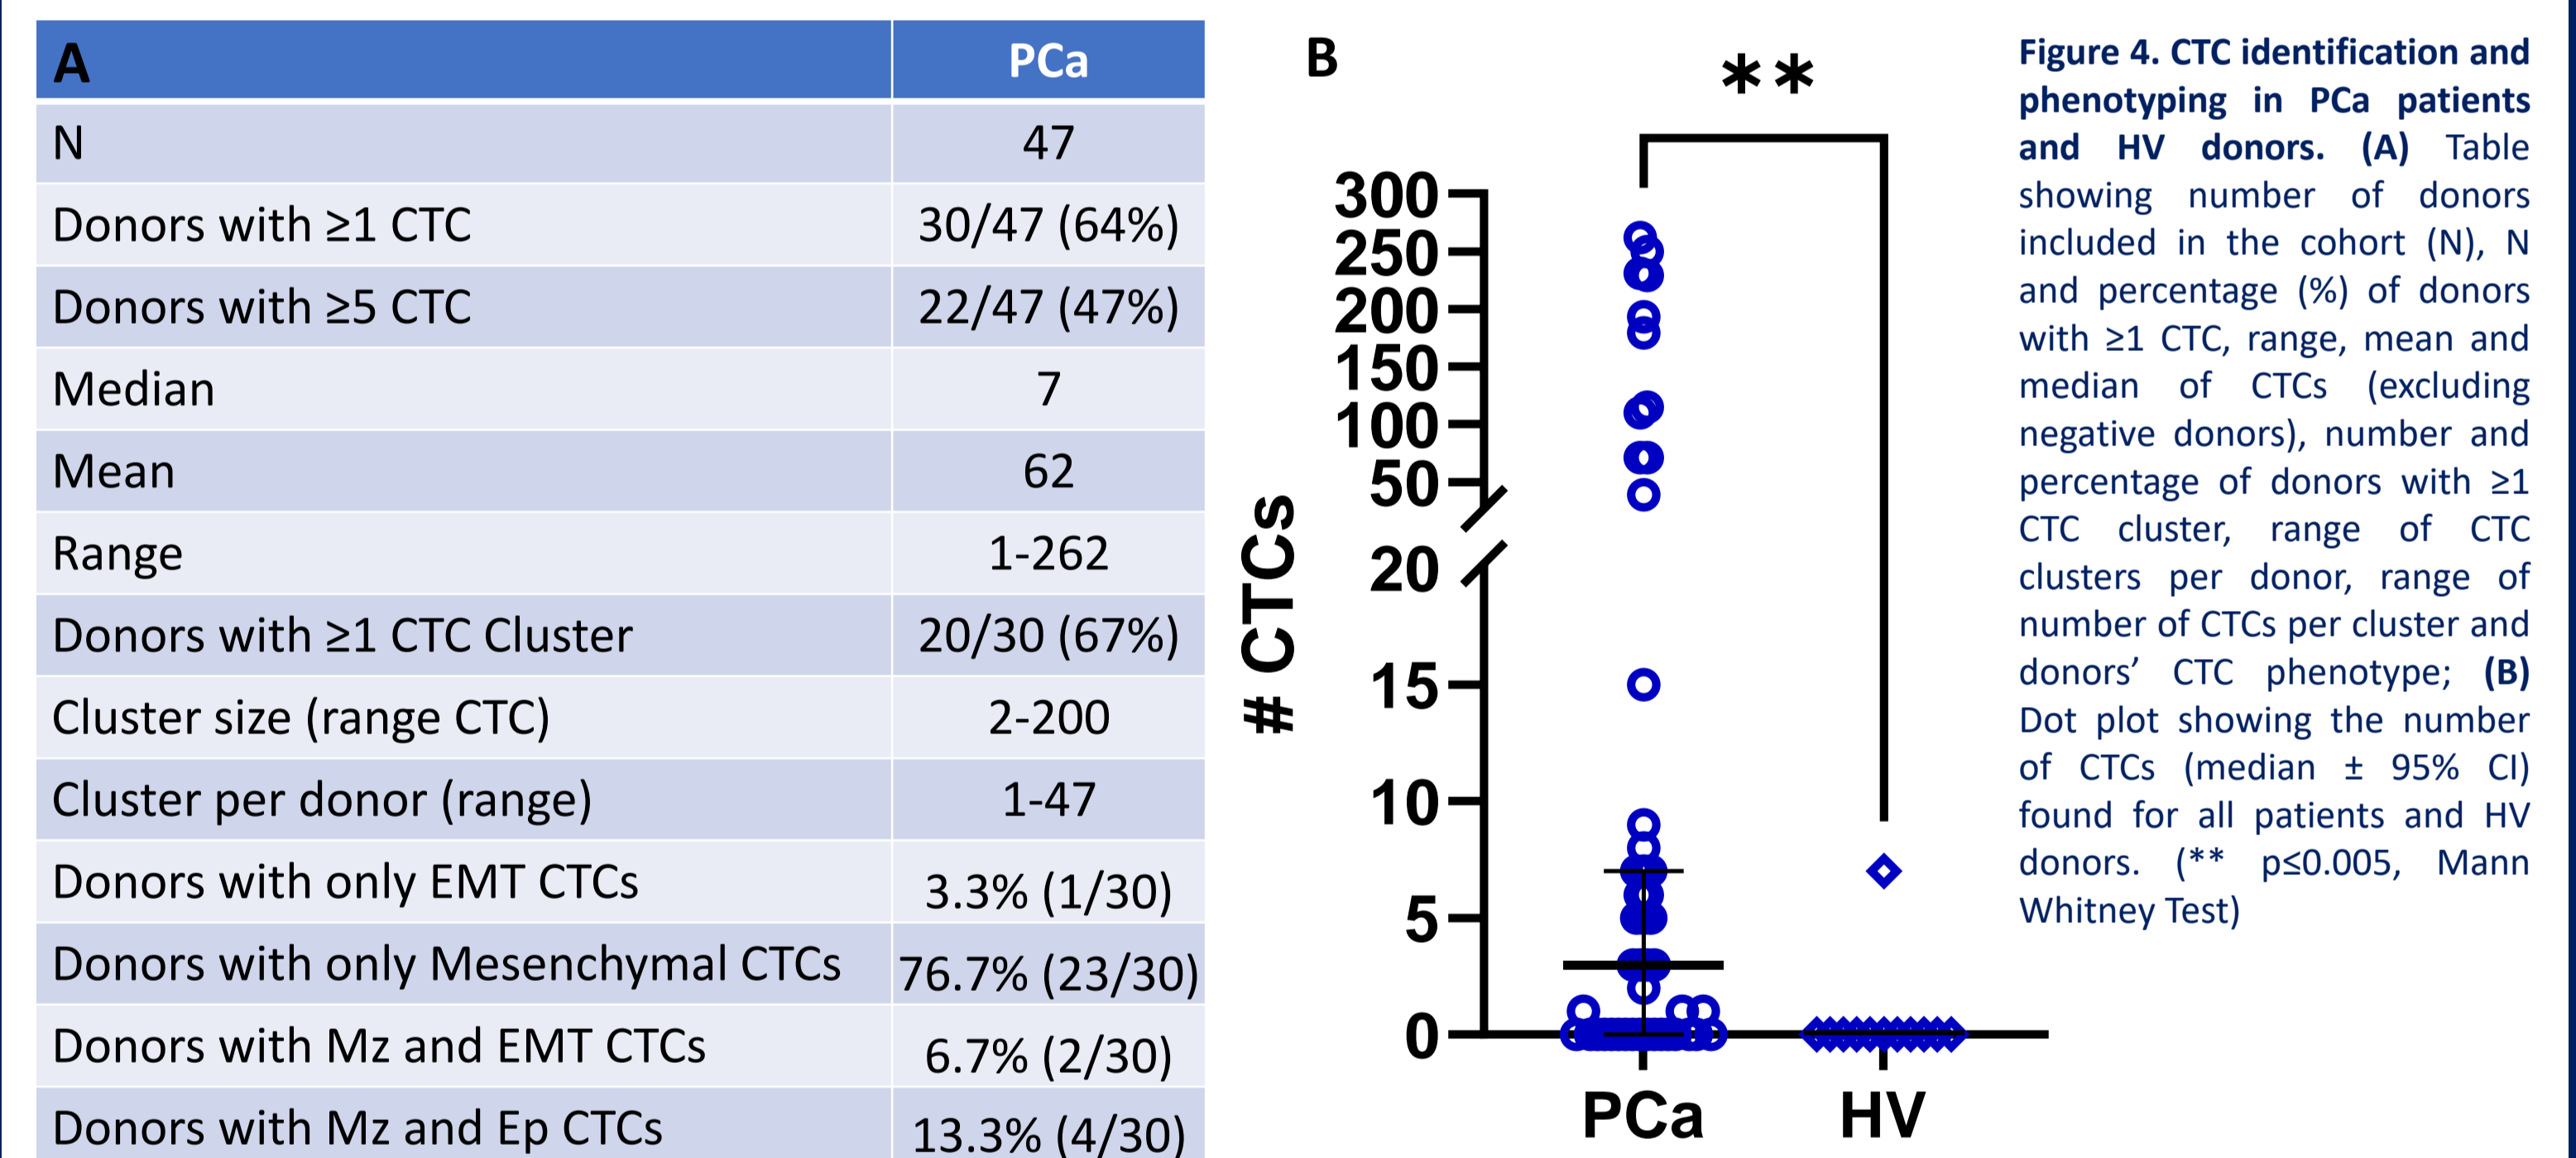 A PCa
N 47
Donors with ≥1 CTC 30/47 (64%)
Donors with ≥5 CTC 22/47 (47%)
Median 7
Mean 62
Range 1-262
Donors with ≥1 CTC Cluster 20/30 (67%)
Cluster size (range CTC) 2-200
Cluster per donor (range) 1-47
Donors with only EMT CTCs 3.3% (1/30)
Donors with only Mesenchymal CTCs 76.7% (23/30)
Donors with Mz and EMT CTCs 6.7% (2/30)
Donors with Mz and Ep CTCs 13.3% (4/30)
B
**
# CTCs
300
250
200
150
100
50
20
15
10
5
0
PCa HV
Figure 4. CTC identification and
phenotyping in PCa patients
and HV donors. (A) Table
showing number of donors
included in the cohort (N), N
and percentage (%) of donors
with ≥1 CTC, range, mean and
median of CTCs (excluding
negative donors), number and
percentage of donors with ≥1
CTC cluster, range of CTC
clusters per donor, range of
number of CTCs per cluster and
donors’ CTC phenotype; (B)
Dot plot showing the number
of CTCs (median ± 95% CI)
found for all patients and HV
donors. (** p≤0.005, Mann
Whitney Test)